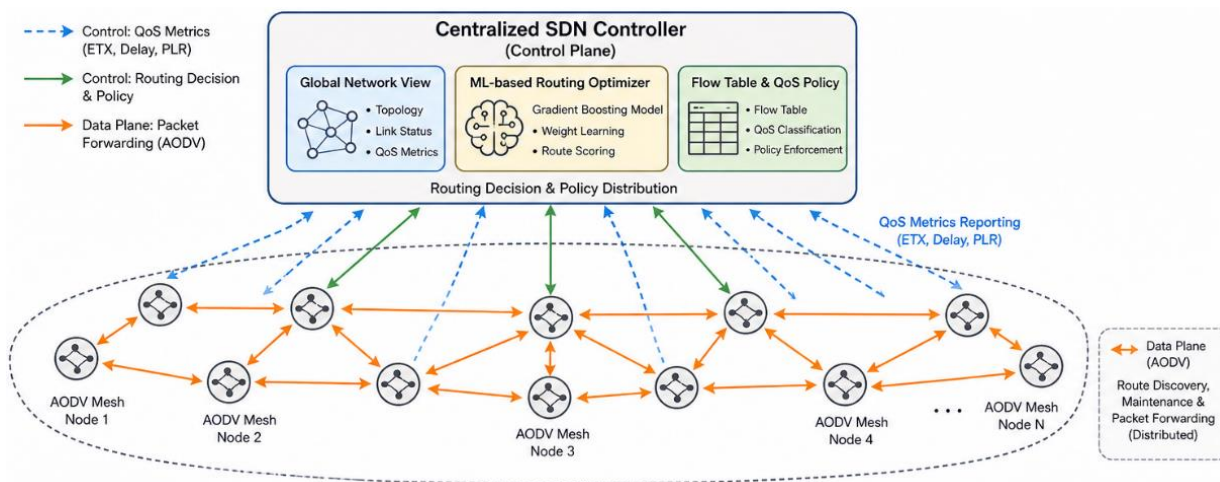 Control: QoS Metrics
(ETX, Delay, PLR)
Control: Routing Decision
& Policy
Data Plane: Packet
Forwarding (AODV)
Centralized SDN Controller
(Control Plane)
Global Network View
• Topology
• Link Status
• QoS Metrics
ML-based Routing Optimizer
Gradient Boosting Model
• Weight Learning
• Route Scoring
Flow Table & QoS Policy
• Flow Table
• QoS Classification
• Policy Enforcement
Routing Decision & Policy Distribution
QoS Metrics Reporting
(ETX, Delay, PLR)
AODV Mesh
Node 1
AODV Mesh
Node 2
AODV Mesh
Node 3
AODV Mesh
Node 4
• • •
AODV Mesh
Node N
Data Plane
(AODV)
Route Discovery,
Maintenance &
Packet Forwarding
(Distributed)